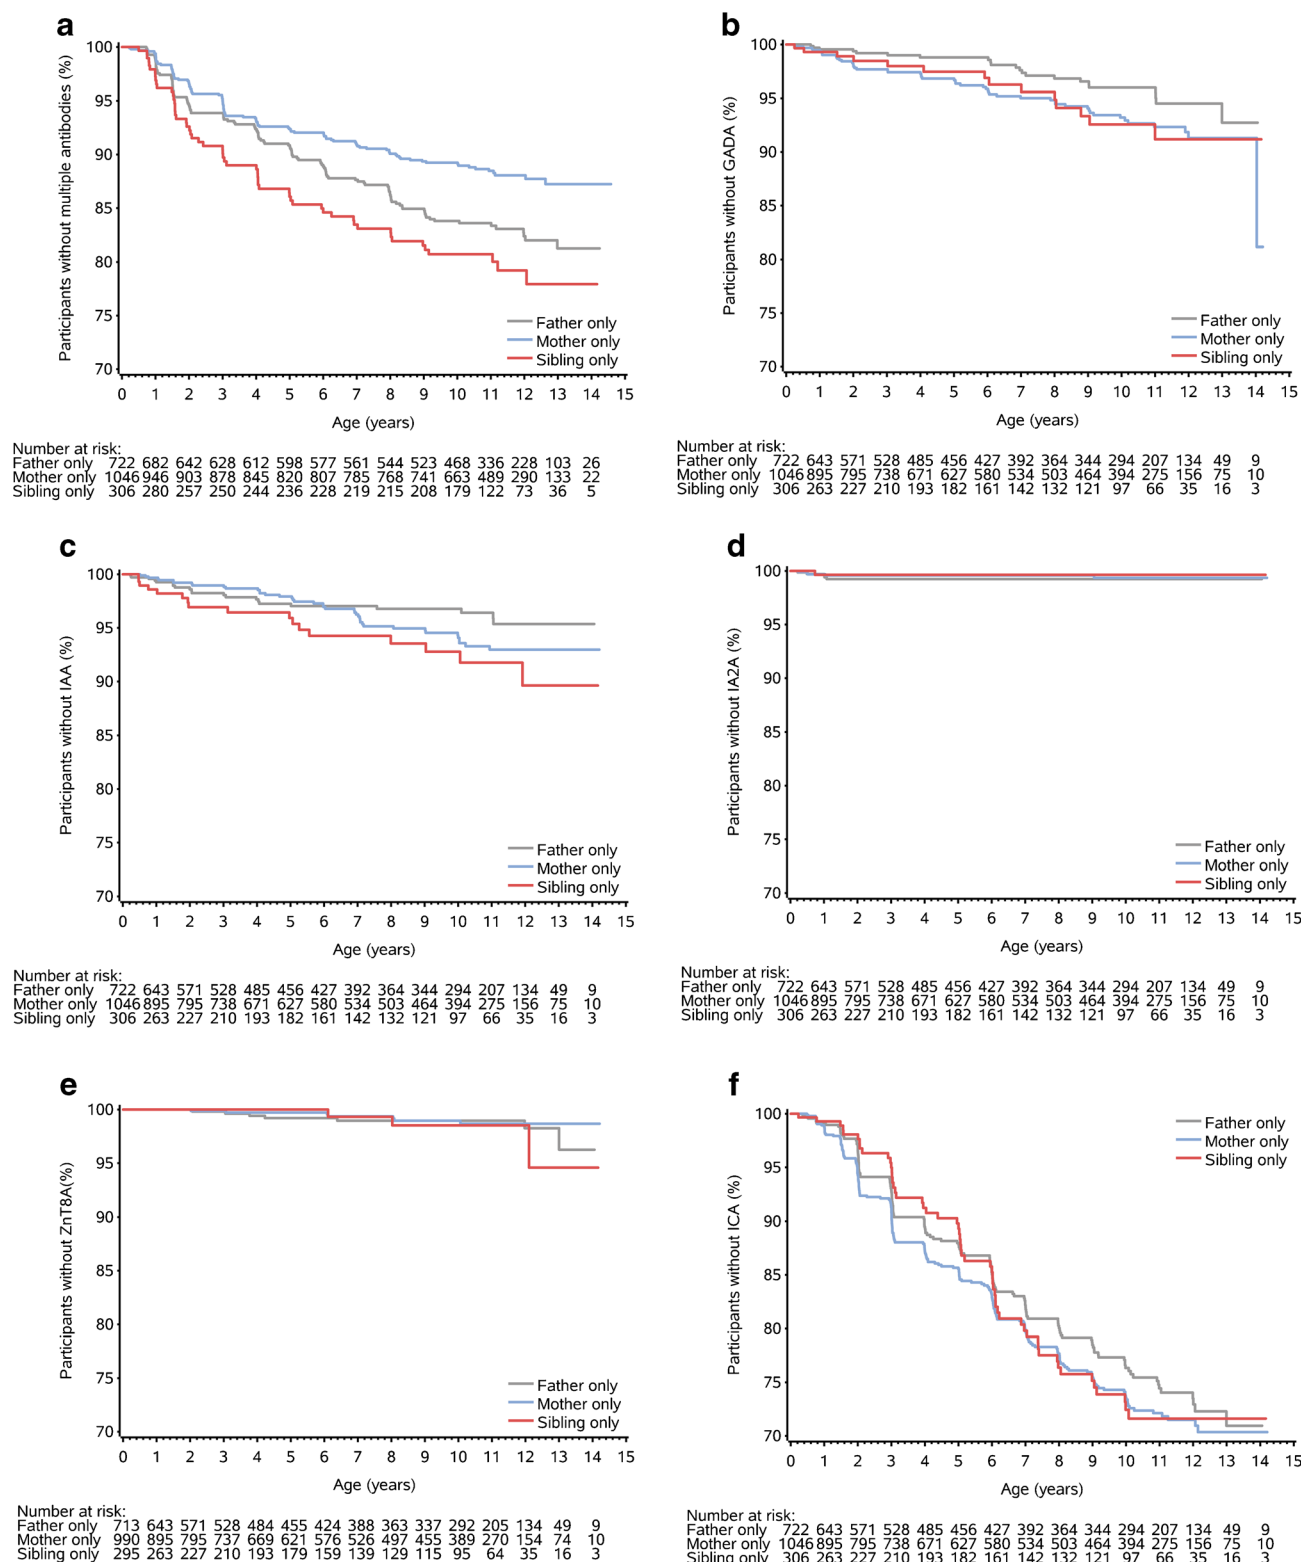 a
Participants without multiple antibodies (%)
100
95
90
85
80
75
70
Father only
Mother only
Sibling only
0 1 2 3 4 5 6 7 8 9 10 11 12 13 14 15
Age (years)
Number at risk:
Father only 722 682 642 628 612 598 577 561 544 523 468 336 228 103 26
Mother only 1046 946 903 878 845 820 807 785 768 741 663 489 290 133 22
Sibling only 306 280 257 250 244 236 228 219 215 208 179 122 73 36 5
b
Participants without GADA (%)
100
95
90
85
80
75
70
Father only
Mother only
Sibling only
0 1 2 3 4 5 6 7 8 9 10 11 12 13 14 15
Age (years)
Number at risk:
Father only 722 643 571 528 485 456 427 392 364 344 294 207 134 49 9
Mother only 1046 895 795 738 671 627 580 534 503 464 394 275 156 75 10
Sibling only 306 263 227 210 193 182 161 142 132 121 97 66 35 16 3
c
Participants without IAA (%)
100
95
90
85
80
75
70
Father only
Mother only
Sibling only
0 1 2 3 4 5 6 7 8 9 10 11 12 13 14 15
Age (years)
Number at risk:
Father only 722 643 571 528 485 456 427 392 364 344 294 207 134 49 9
Mother only 1046 895 795 738 671 627 580 534 503 464 394 275 156 75 10
Sibling only 306 263 227 210 193 182 161 142 132 121 97 66 35 16 3
d
Participants without IA2A (%)
100
95
90
85
80
75
70
Father only
Mother only
Sibling only
0 1 2 3 4 5 6 7 8 9 10 11 12 13 14 15
Age (years)
Number at risk:
Father only 722 643 571 528 485 456 427 392 364 344 294 207 134 49 9
Mother only 1046 895 795 738 671 627 580 534 503 464 394 275 156 75 10
Sibling only 306 263 227 210 193 182 161 142 132 121 97 66 35 16 3
e
Participants without ZnT8A(%)
100
95
90
85
80
75
70
Father only
Mother only
Sibling only
0 1 2 3 4 5 6 7 8 9 10 11 12 13 14 15
Age (years)
Number at risk:
Father only 713 643 571 528 484 455 424 388 363 337 292 205 134 49 9
Mother only 990 895 795 737 669 621 576 526 497 455 389 270 154 74 10
Sibling only 295 263 227 210 193 179 159 139 129 115 95 64 35 16 3
f
Participants without ICA (%)
100
95
90
85
80
75
70
Father only
Mother only
Sibling only
0 1 2 3 4 5 6 7 8 9 10 11 12 13 14 15
Age (years)
Number at risk:
Father only 722 643 571 528 485 456 427 392 364 344 294 207 134 49 9
Mother only 1046 895 795 738 671 627 580 534 503 464 394 275 156 75 10
Sibling only 306 263 227 210 193 182 161 142 132 121 97 66 35 16 3